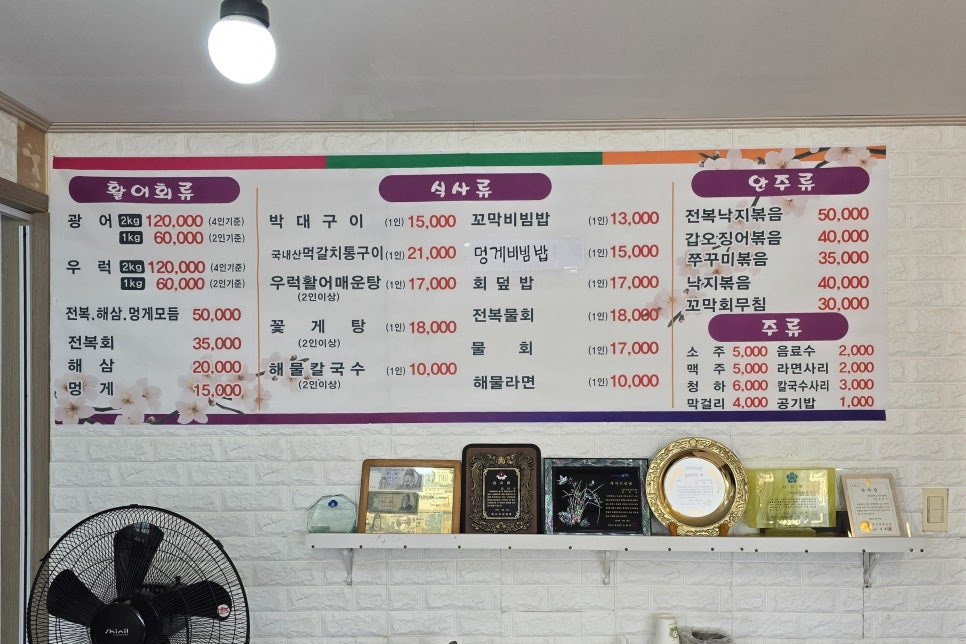 활어회류
광 어 2kg 120,000 (4인기준)
1kg 60,000 (2인기준)
우 럭 2kg 120,000 (4인기준)
1kg 60,000 (2인기준)
전복,해삼,멍게모듬 50,000
전복회 35,000
해 삼 20,000
멍 게 15,000
식사류
박 대 구 이 (1인) 15,000
국내산먹갈치통구이 (1인) 21,000
우럭활어매운탕 (1인) 17,000
(2인이상)
꽃 게 탕 (1인) 18,000
(2인이상)
해물칼국수 (1인) 10,000
(2인이상)
꼬막비빔밥 (1인) 13,000
멍게비빔밥 (1인) 15,000
회 덮 밥 (1인) 17,000
전복물회 (1인) 18,000
물 회 (1인) 17,000
해물라면 (1인) 10,000
안주류
전복낙지볶음 50,000
갑오징어볶음 40,000
쭈꾸미볶음 35,000
낙지볶음 40,000
꼬막회무침 30,000
주류
소 주 5,000 음료수 2,000
맥 주 5,000 라면사리 2,000
청 하 6,000 칼국수사리 3,000
막걸리 4,000 공기밥 1,000
Shinil